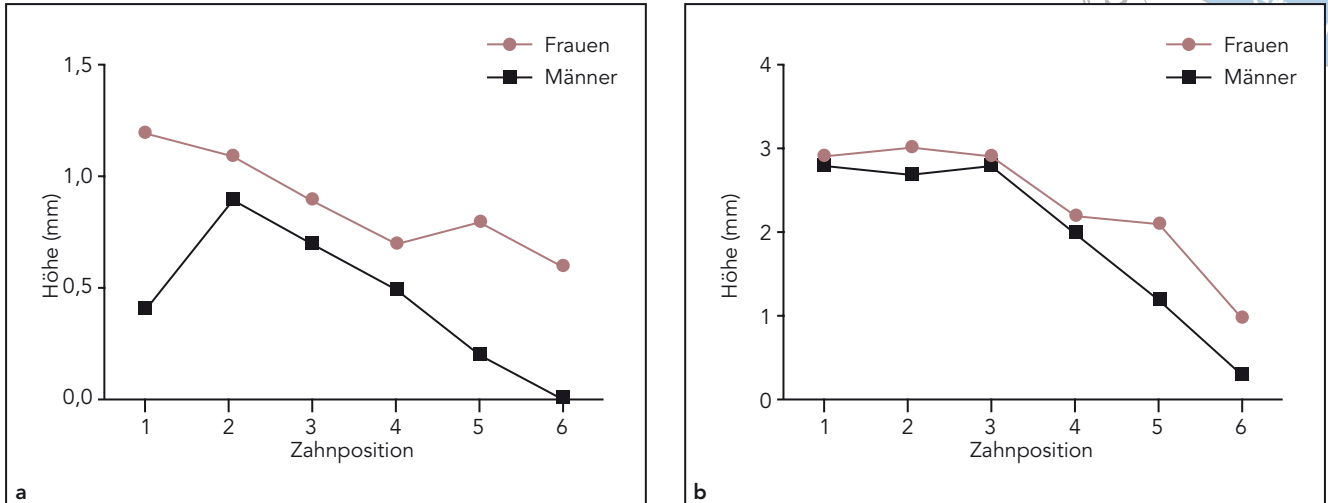 Frauen
Männer
1,5
1,0
0,5
0,0
Höhe (mm)
1 2 3 4 5 6
Zahnposition
a
Frauen
Männer
4
3
2
1
0
Höhe (mm)
1 2 3 4 5 6
Zahnposition
b